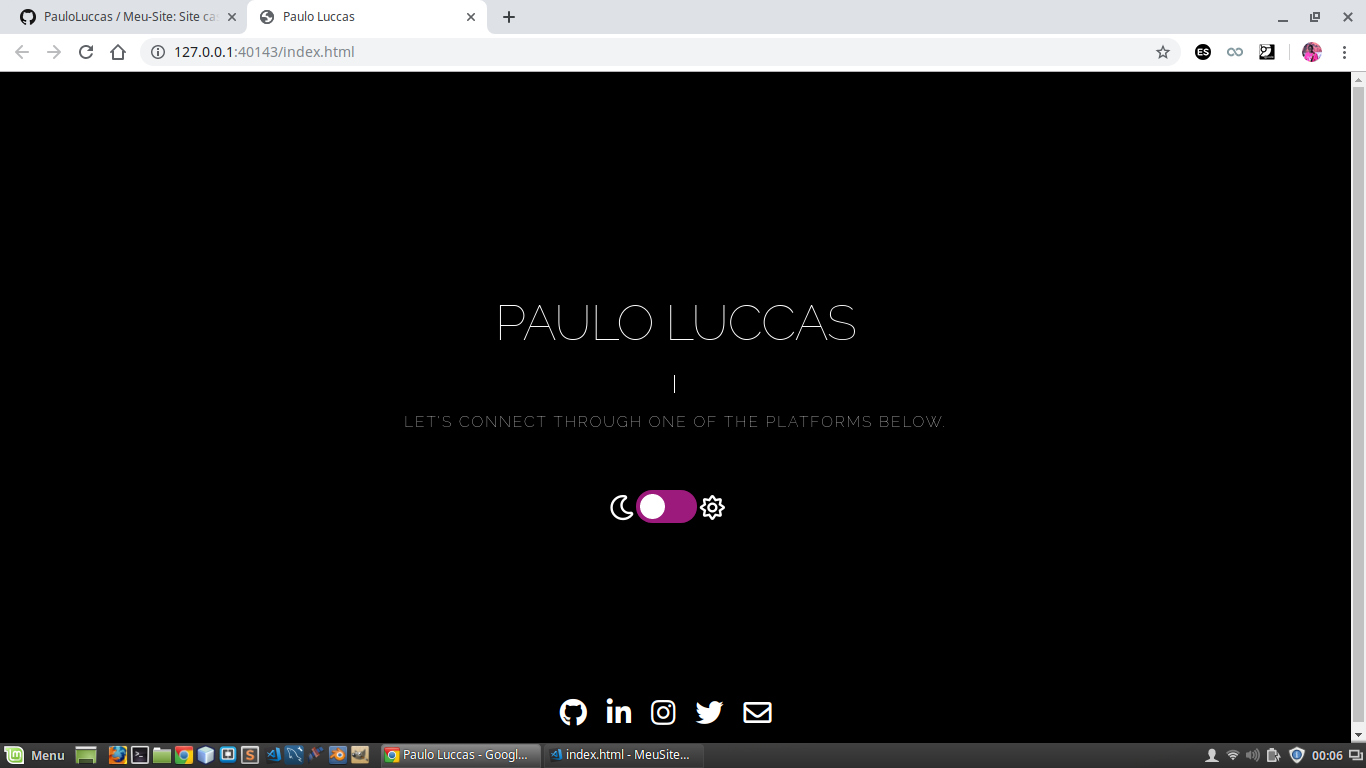 PauloLuccas / Meu-Site: Site ca
Paulo Luccas
127.0.0.1:40143/index.html
ES
PAULO LUCCAS
LET'S CONNECT THROUGH ONE OF THE PLATFORMS BELOW.
in
Menu
Paulo Luccas - Googl...
index.html - MeuSite...
00:06